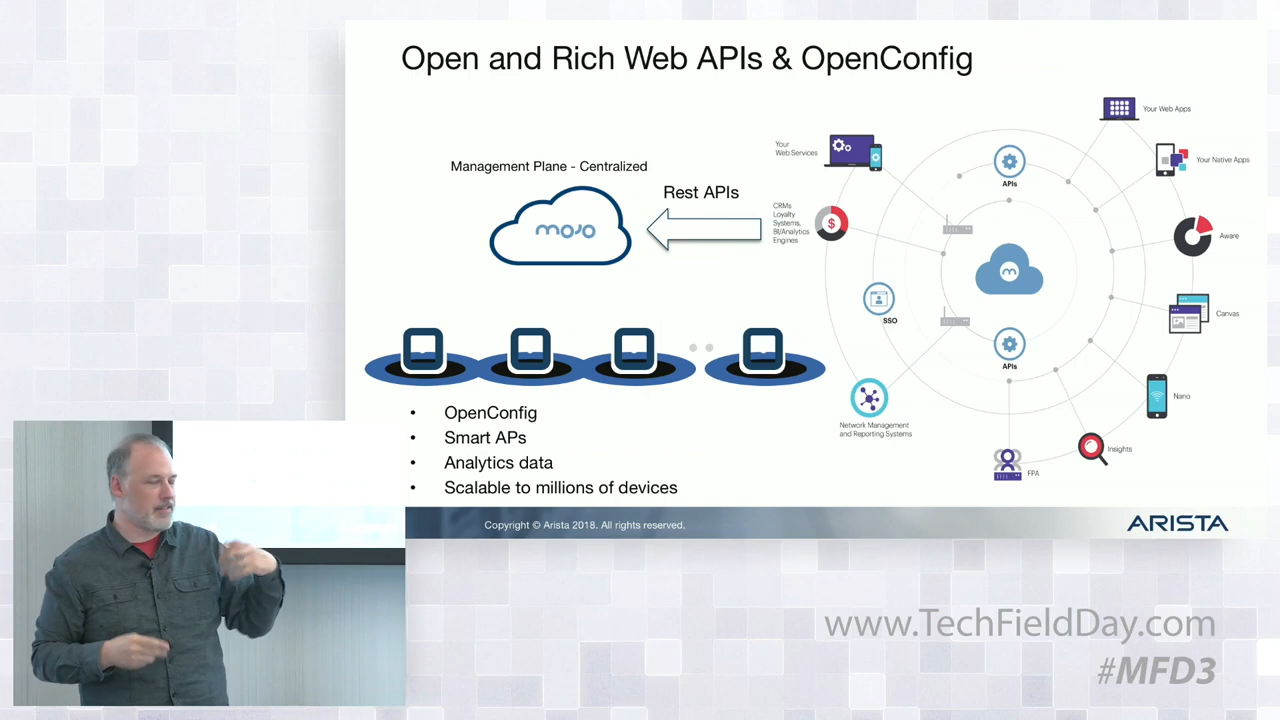 Open and Rich Web APIs & OpenConfig
Management Plane - Centralized
mojo
Rest APIs
Your
Web Services
CRMs
Loyalty
Systems,
BI/Analytics
Engines
$
APIs
Your Web Apps
Your Native Apps
Aware
m
SSO
APIs
Canvas
Nano
Network Management
and Reporting Systems
Insights
FPA
• OpenConfig
• Smart APs
• Analytics data
• Scalable to millions of devices
Copyright © Arista 2018. All rights reserved.
ARISTA
www.TechFieldDay.com
#MFD3